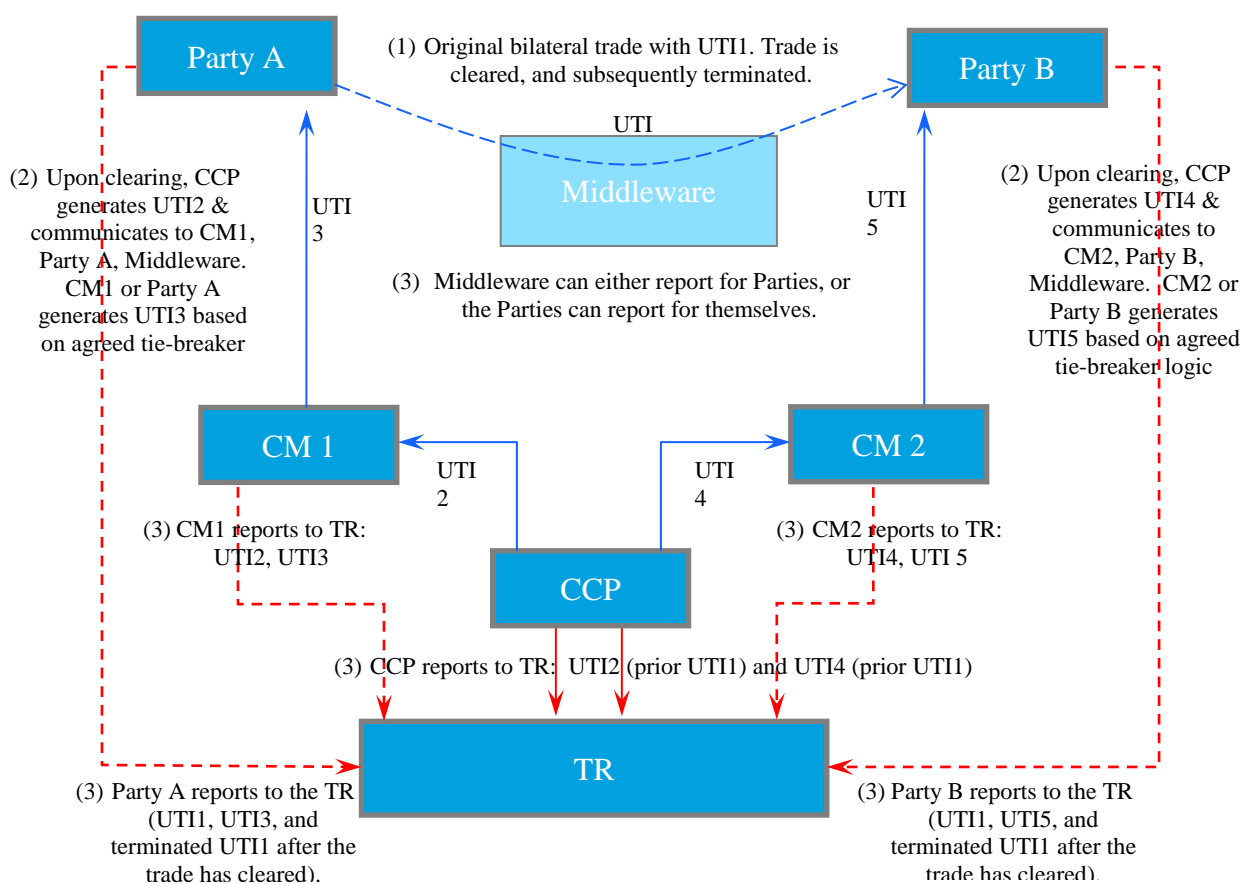 Party A
(1) Original bilateral trade with UTI1. Trade is
cleared, and subsequently terminated.
Party B
UTI
Middleware
(2) Upon clearing, CCP
generates UTI2 &
communicates to CM1,
Party A, Middleware.
CM1 or Party A
generates UTI3 based
on agreed tie-breaker
UTI
3
UTI
5
(2) Upon clearing, CCP
generates UTI4 &
communicates to
CM2, Party B,
Middleware.  CM2 or
Party B generates
UTI5 based on agreed
tie-breaker logic
(3) Middleware can either report for Parties, or
the Parties can report for themselves.
CM 1
CM 2
UTI
2
UTI
4
(3) CM1 reports to TR:
UTI2, UTI3
(3) CM2 reports to TR:
UTI4, UTI 5
CCP
(3) CCP reports to TR:  UTI2 (prior UTI1) and UTI4 (prior UTI1)
TR
(3) Party A reports to the TR
(UTI1, UTI3, and
terminated UTI1 after the
trade has cleared).
(3) Party B reports to the TR
(UTI1, UTI5, and
terminated UTI1 after the
trade has cleared).